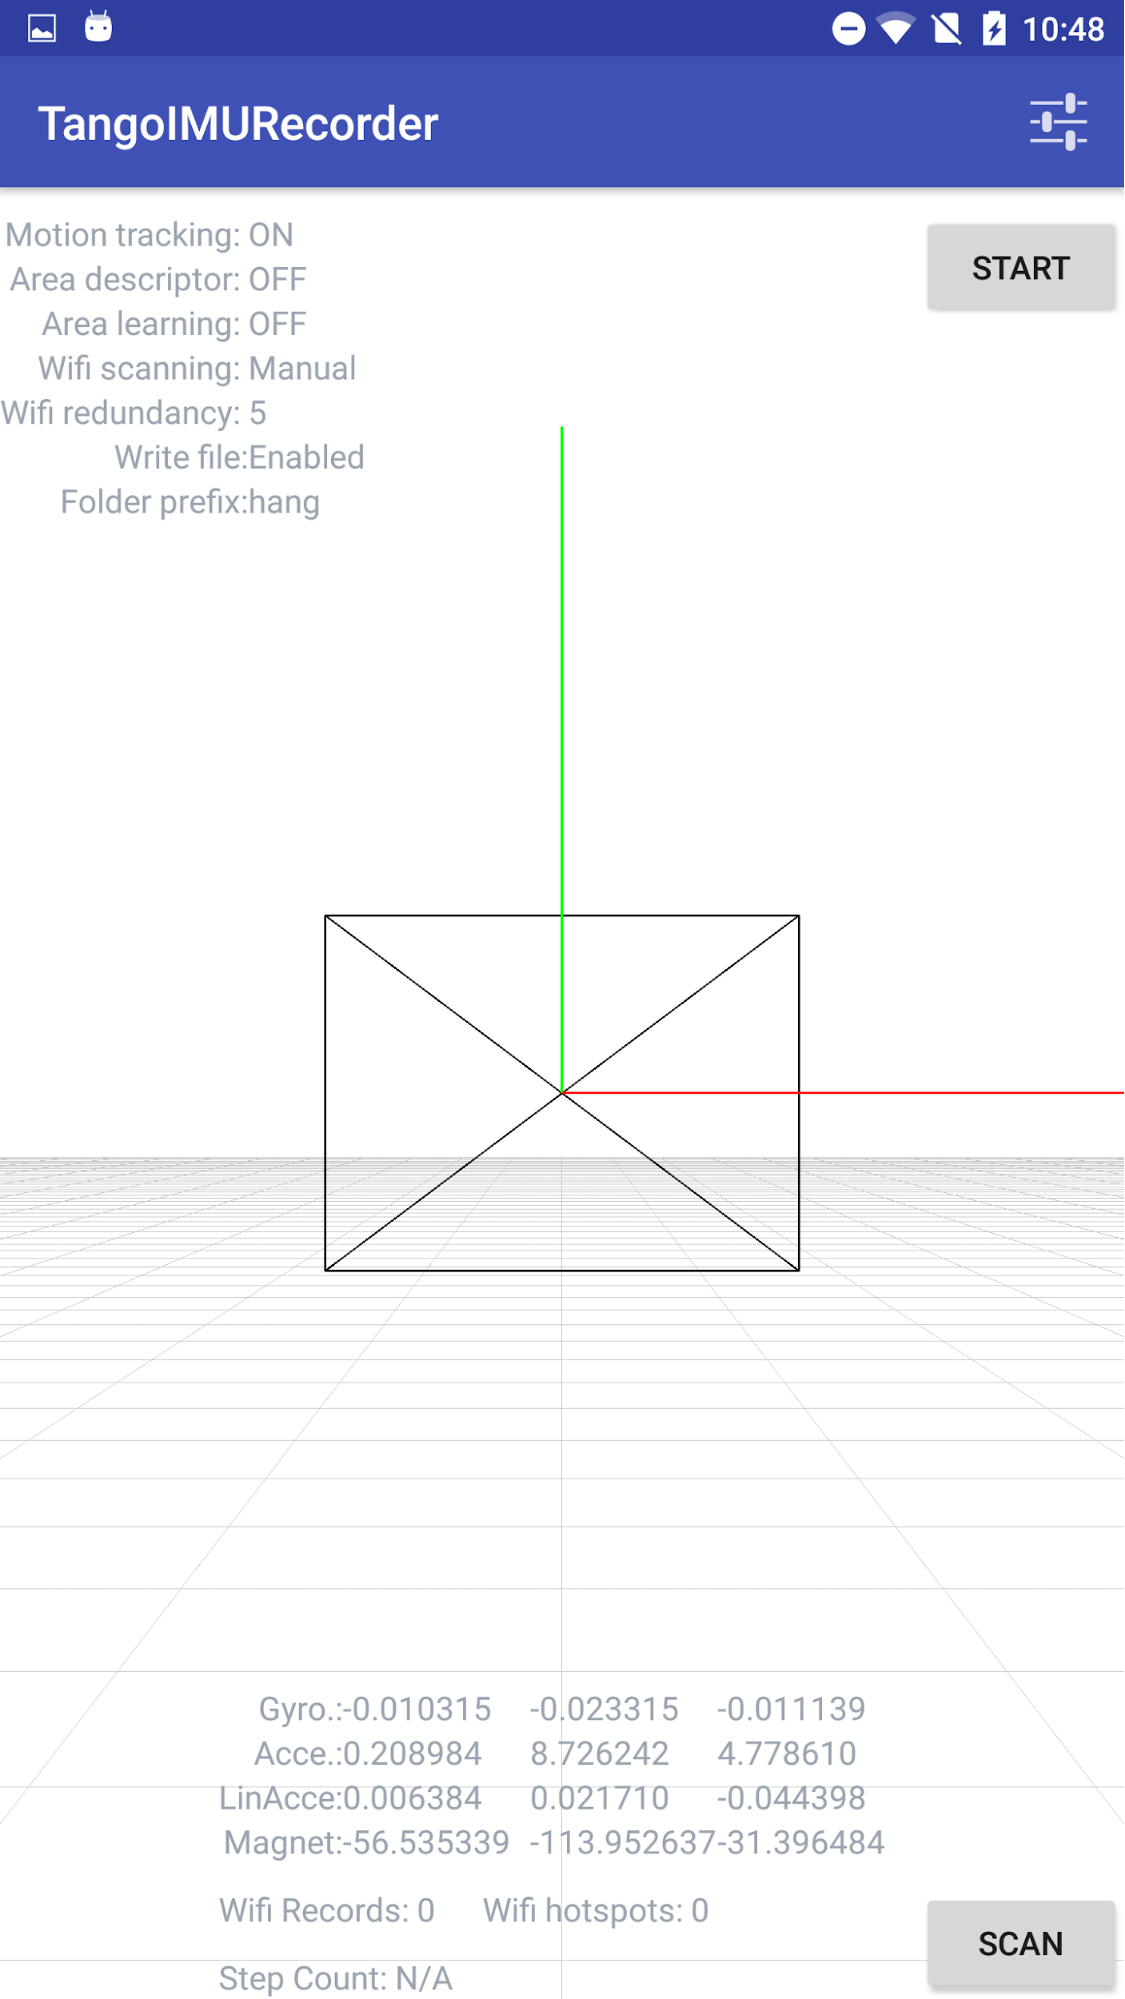 10:48
TangoIMURecorder
Motion tracking: ON
START
Area descriptor: OFF
Area learning: OFF
Wifi scanning: Manual
Wifi redundancy: 5
Write file:Enabled
Folder prefix:hang
Gyro.:-0.010315 -0.023315 -0.011139
Acce.:0.208984 8.726242 4.778610
LinAcce:0.006384 0.021710 -0.044398
Magnet:-56.535339 -113.952637-31.396484
Wifi Records: 0 Wifi hotspots: 0
SCAN
Step Count: N/A